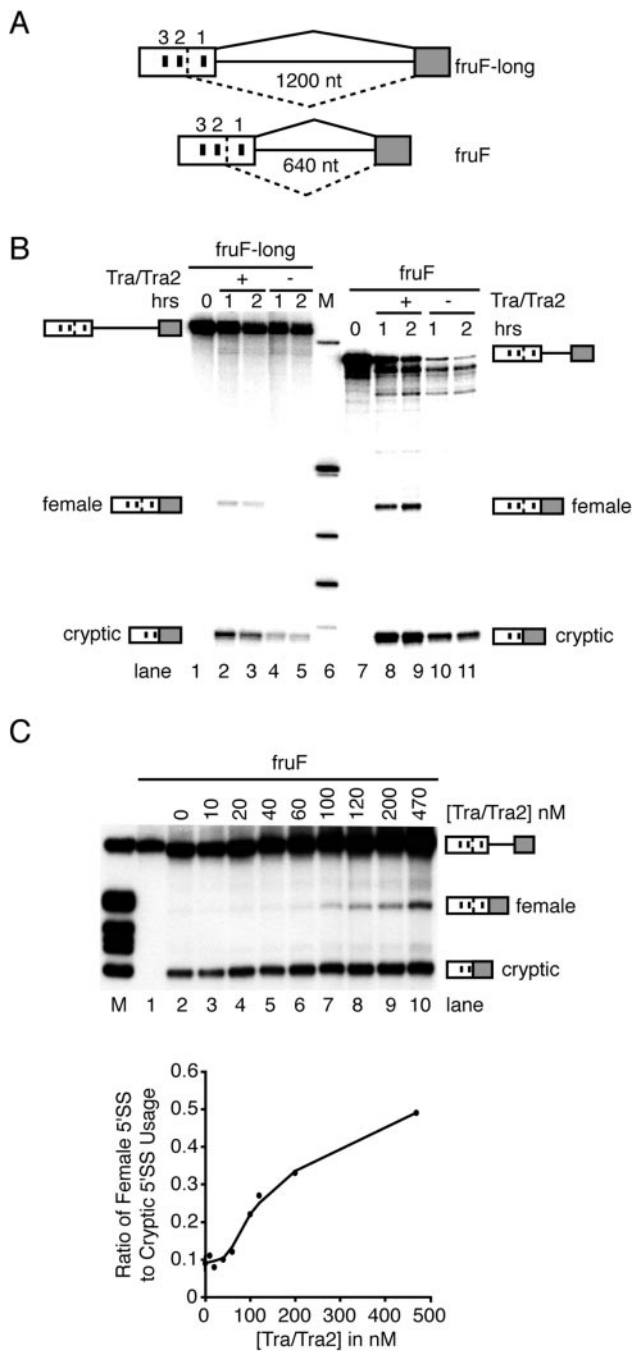 A
3 2 1
1200 nt
fruF-long
3 2 1
640 nt
fruF
B
fruF-long
fruF
Tra/Tra2 + - M + - Tra/Tra2
hrs 0 1 2 1 2 0 1 2 1 2 hrs
female
female
cryptic
cryptic
lane 1 2 3 4 5 6 7 8 9 10 11
C
fruF
0 10 20 40 60 100 120 200 470 [Tra/Tra2] nM
female
cryptic
M 1 2 3 4 5 6 7 8 9 10 lane
Ratio of Female 5'SS
to Cryptic 5'SS Usage
0.6
0.5
0.4
0.3
0.2
0.1
0
0 100 200 300 400 500
[Tra/Tra2] in nM